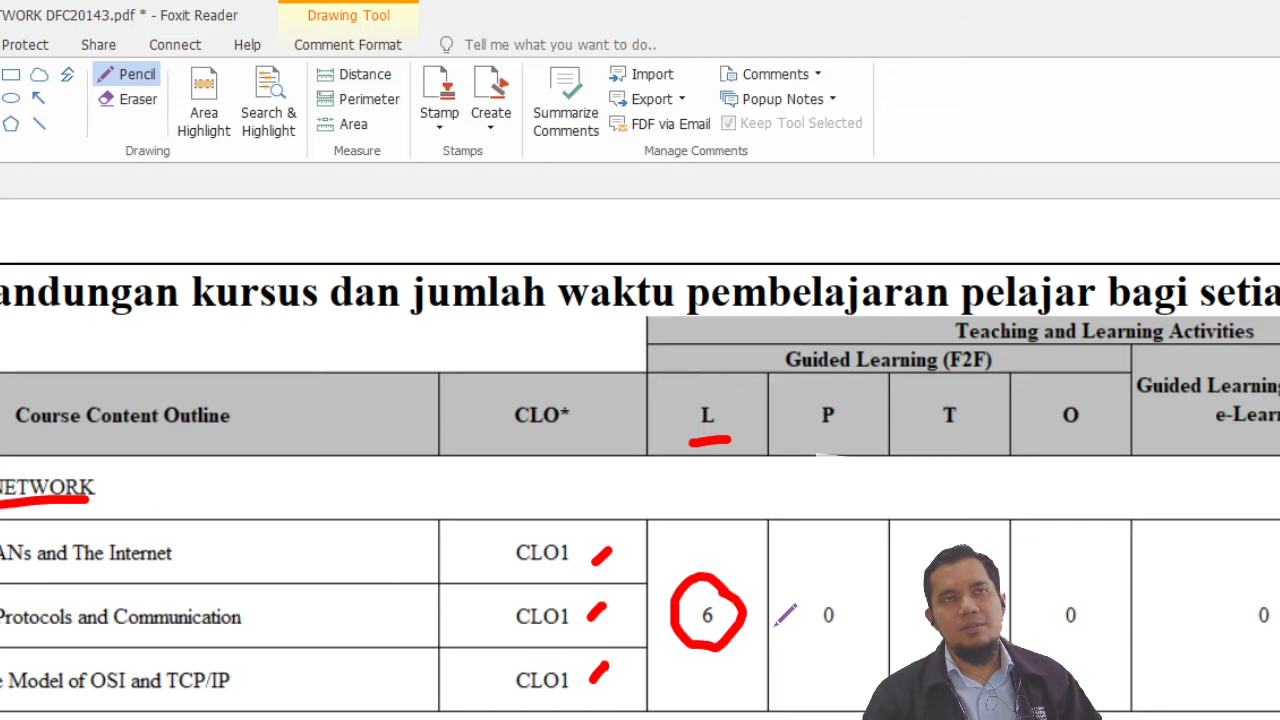 TWORK DFC20143.pdf * - Foxit Reader
Drawing Tool
Protect Share Connect Help Comment Format Tell me what you want to do..
Pencil
Eraser
Drawing
Area Highlight
Search & Highlight
Distance
Perimeter
Area
Measure
Stamp
Create
Stamps
Summarize Comments
Import
Export
FDF via Email
Comments
Popup Notes
Keep Tool Selected
Manage Comments
andungan kursus dan jumlah waktu pembelajaran pelajar bagi setia
Teaching and Learning Activities
Guided Learning (F2F)
Guided Learning
e-Lear
Course Content Outline CLO* L P T O
NETWORK
ANs and The Internet CLO1
Protocols and Communication CLO1 6 0 0 0
e Model of OSI and TCP/IP CLO1